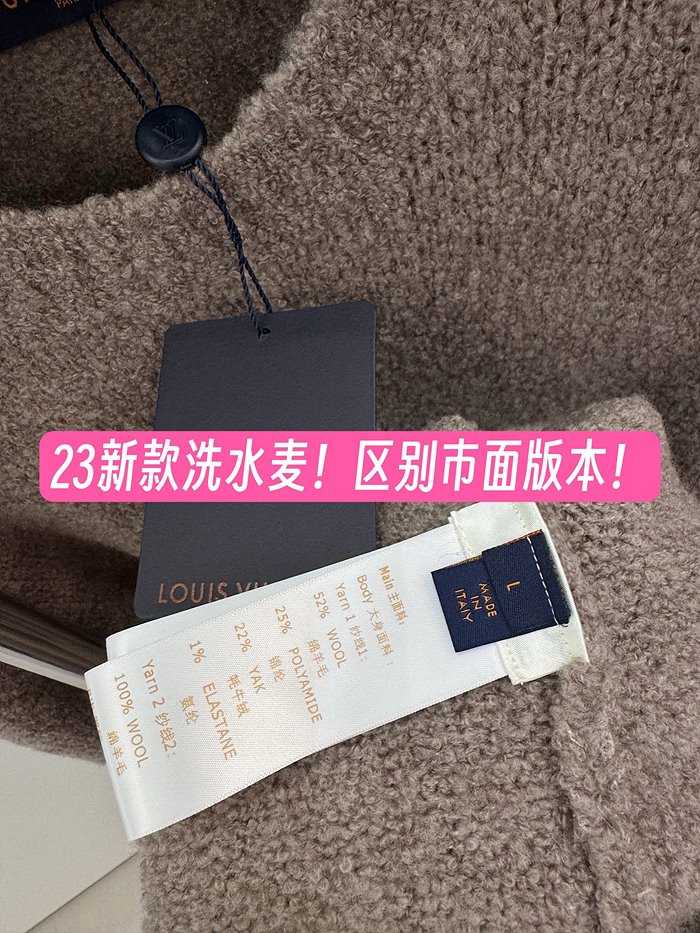 PAR
LV
23新款洗水麦！区别市面版本！
LOUIS VU
Main 主面料：
Body 大身面料：
Yarn 1 纱线1：
52% WOOL
绵羊毛
25% POLYAMIDE
锦纶
22% YAK
牦牛绒
1% ELASTANE
氨纶
Yarn 2 纱线2：
100% WOOL
绵羊毛
L
MADE
IN
ITALY